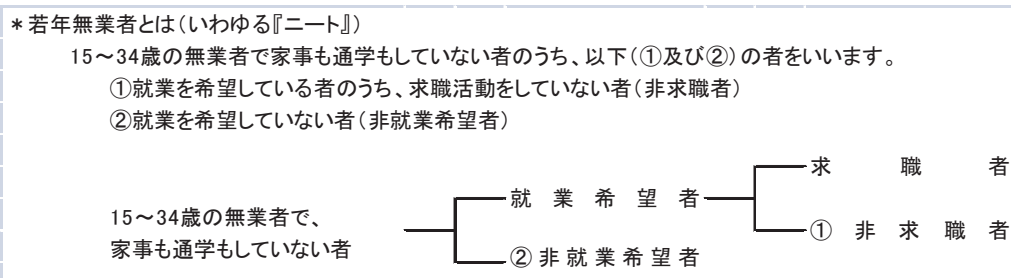 ＊若年無業者とは（いわゆる『ニート』）
15～34歳の無業者で家事も通学もしていない者のうち、以下（①及び②）の者をいいます。
①就業を希望している者のうち、求職活動をしていない者（非求職者）
②就業を希望していない者（非就業希望者）
求職者
就業希望者
15～34歳の無業者で、
①非求職者
家事も通学もしていない者
②非就業希望者